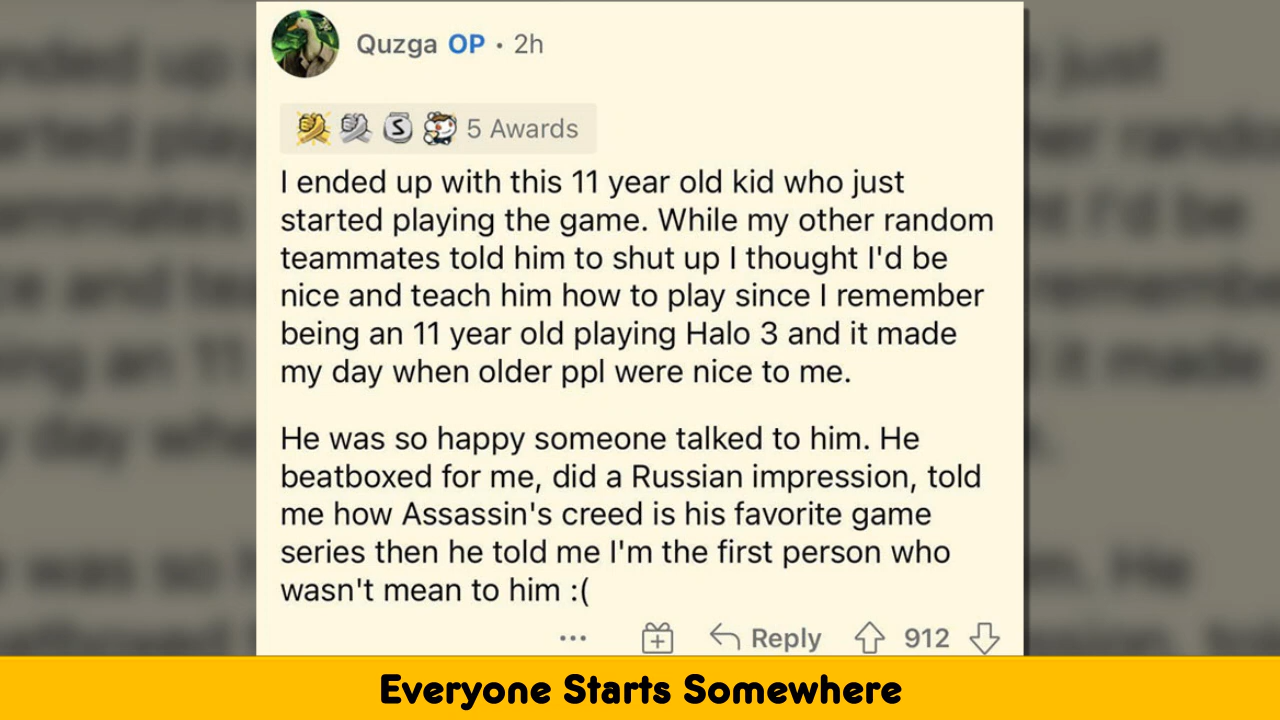 Quzga OP • 2h
S 5 Awards
I ended up with this 11 year old kid who just
started playing the game. While my other random
teammates told him to shut up I thought I'd be
nice and teach him how to play since I remember
being an 11 year old playing Halo 3 and it made
my day when older ppl were nice to me.
He was so happy someone talked to him. He
beatboxed for me, did a Russian impression, told
me how Assassin's creed is his favorite game
series then he told me I'm the first person who
wasn't mean to him :(
... Reply 912
Everyone Starts Somewhere